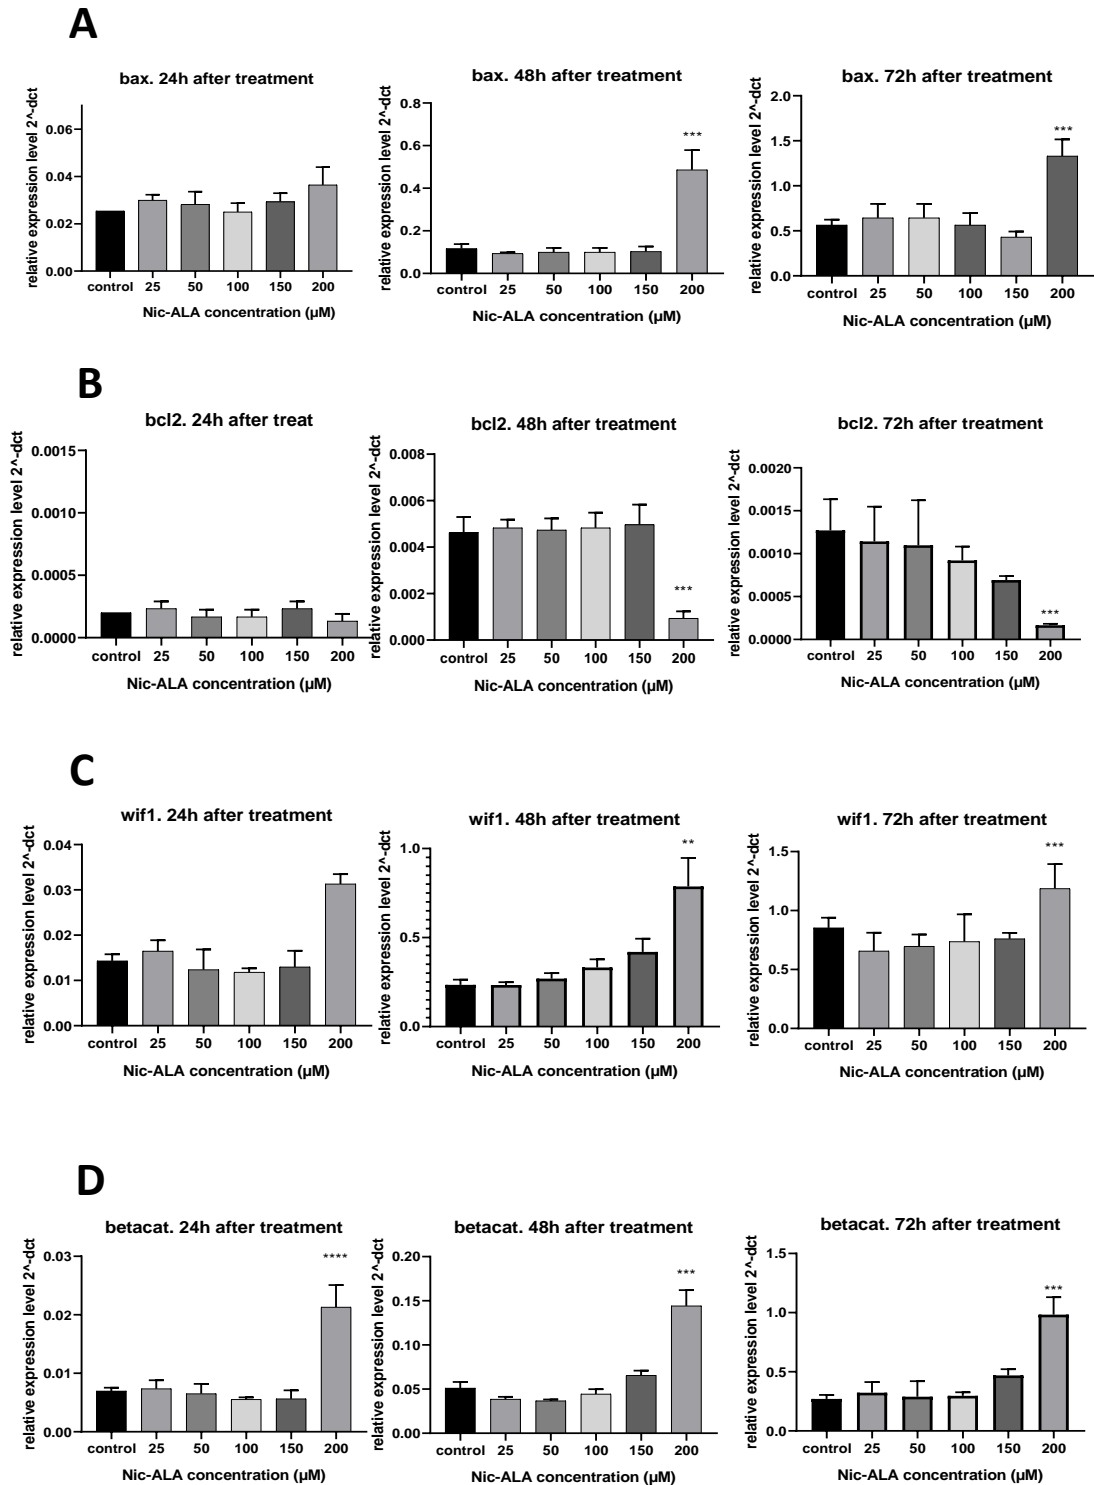 A
bax. 24h after treatment
relative expression level 2^-dct
0.06
0.04
0.02
0.00
control 25 50 100 150 200
Nic-ALA concentration (µM)
bax. 48h after treatment
relative expression level 2^-dct
0.8
0.6
0.4
0.2
0.0
***
control 25 50 100 150 200
Nic-ALA concentration (µM)
bax. 72h after treatment
relative expression level 2^-dct
2.0
1.5
1.0
0.5
0.0
***
control 25 50 100 150 200
Nic-ALA concentration (µM)
B
bcl2. 24h after treat
relative expression level 2^-dct
0.0015
0.0010
0.0005
0.0000
control 25 50 100 150 200
Nic-ALA concentration (µM)
bcl2. 48h after treatment
relative expression level 2^-dct
0.008
0.006
0.004
0.002
0.000
***
control 25 50 100 150 200
Nic-ALA concentration (µM)
bcl2. 72h after treatment
relative expression level 2^-dct
0.0020
0.0015
0.0010
0.0005
0.0000
***
control 25 50 100 150 200
Nic-ALA concentration (µM)
C
wif1. 24h after treatment
relative expression level 2^-dct
0.04
0.03
0.02
0.01
0.00
control 25 50 100 150 200
Nic-ALA concentration (µM)
wif1. 48h after treatment
relative expression level 2^-dct
1.0
0.5
0.0
**
control 25 50 100 150 200
Nic-ALA concentration (µM)
wif1. 72h after treatment
relative expression level 2^-dct
1.5
1.0
0.5
0.0
***
control 25 50 100 150 200
Nic-ALA concentration (µM)
D
betacat. 24h after treatment
relative expression level 2^-dct
0.03
0.02
0.01
0.00
****
control 25 50 100 150 200
Nic-ALA concentration (µM)
betacat. 48h after treatment
relative expression level 2^-dct
0.20
0.15
0.10
0.05
0.00
***
control 25 50 100 150 200
Nic-ALA concentration (µM)
betacat. 72h after treatment
relative expression level 2^-dct
1.5
1.0
0.5
0.0
***
control 25 50 100 150 200
Nic-ALA concentration (µM)